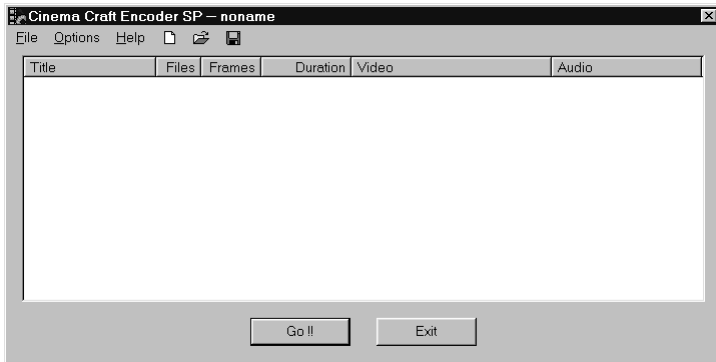 Cinema Craft Encoder SP – noname
File Options Help
Title Files Frames Duration Video Audio
Go !! Exit